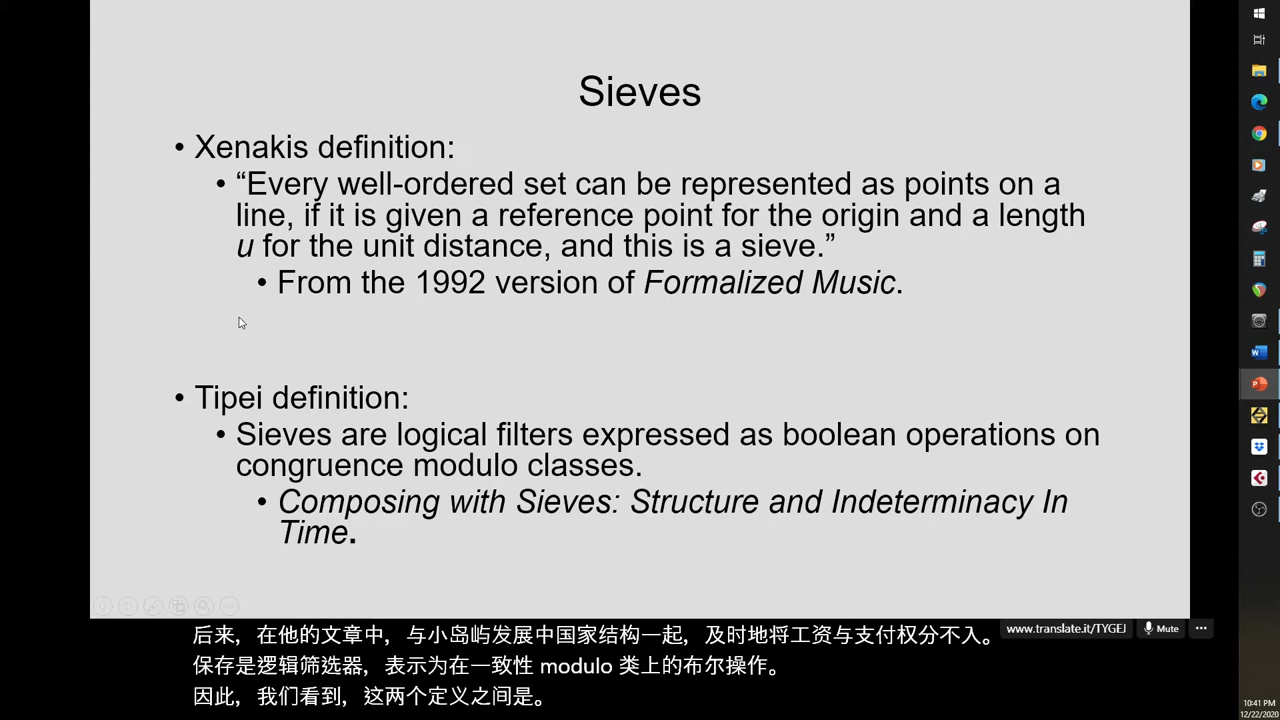 Sieves
• Xenakis definition:
• “Every well-ordered set can be represented as points on a
line, if it is given a reference point for the origin and a length
u for the unit distance, and this is a sieve.”
• From the 1992 version of Formalized Music.
• Tipei definition:
• Sieves are logical filters expressed as boolean operations on
congruence modulo classes.
• Composing with Sieves: Structure and Indeterminacy In
Time.
后来，在他的文章中，与小岛屿发展中国家结构一起，及时地将工资与支付权分不入。
www.translate.it/TYGEJ Mute
保存是逻辑筛选器，表示为在一致性 modulo 类上的布尔操作。
因此，我们看到，这两个定义之间是。
10:41 PM
12/22/2020